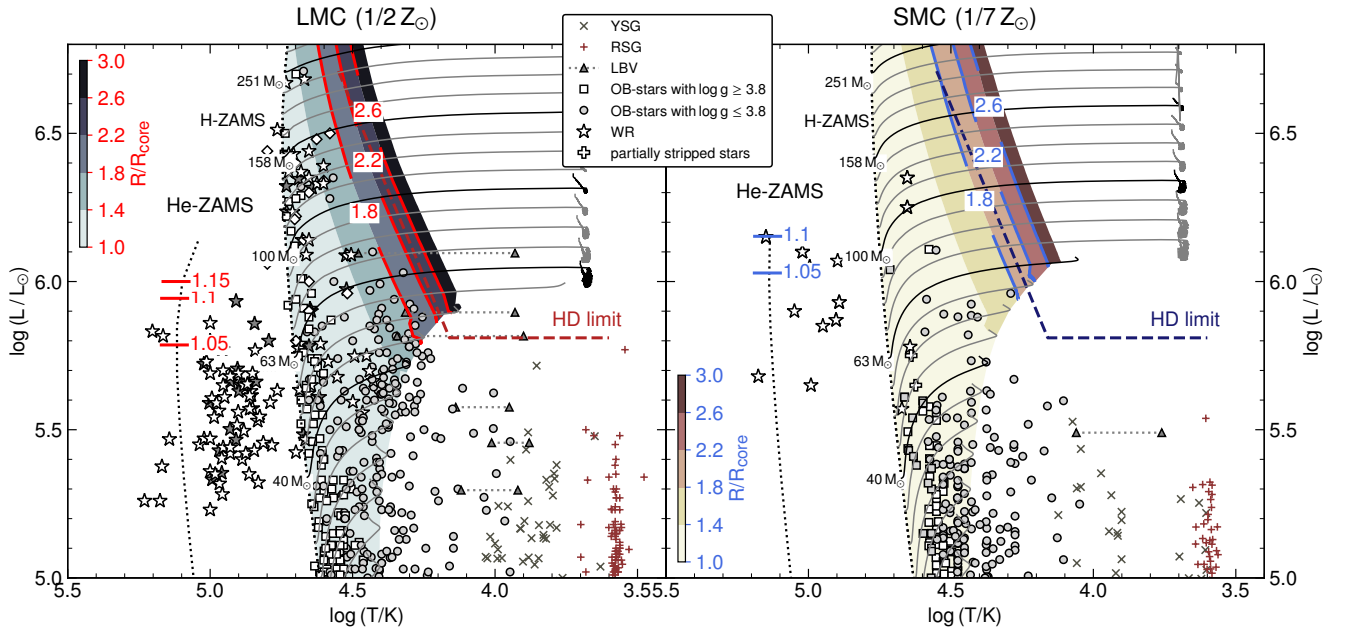 LMC (1/2 Z⊙)
SMC (1/7 Z⊙)
YSG
RSG
LBV
OB-stars with log g ≥ 3.8
OB-stars with log g ≤ 3.8
WR
partially stripped stars
3.0
2.6
2.2
1.8
1.4
1.0
R/Rcore
251 M⊙
H-ZAMS
158 M⊙
He-ZAMS
100 M⊙
63 M⊙
40 M⊙
1.15
1.1
1.05
2.6
2.2
1.8
HD limit
6.5
6.0
5.5
5.0
log (L / L⊙)
5.5
5.0
4.5
4.0
3.5
log (T/K)
251 M⊙
H-ZAMS
158 M⊙
He-ZAMS
100 M⊙
63 M⊙
40 M⊙
1.1
1.05
2.6
2.2
1.8
HD limit
3.0
2.6
2.2
1.8
1.4
1.0
R/Rcore
6.5
6.0
5.5
5.0
log (L / L⊙)
5.5
5.0
4.5
4.0
3.5
log (T/K)